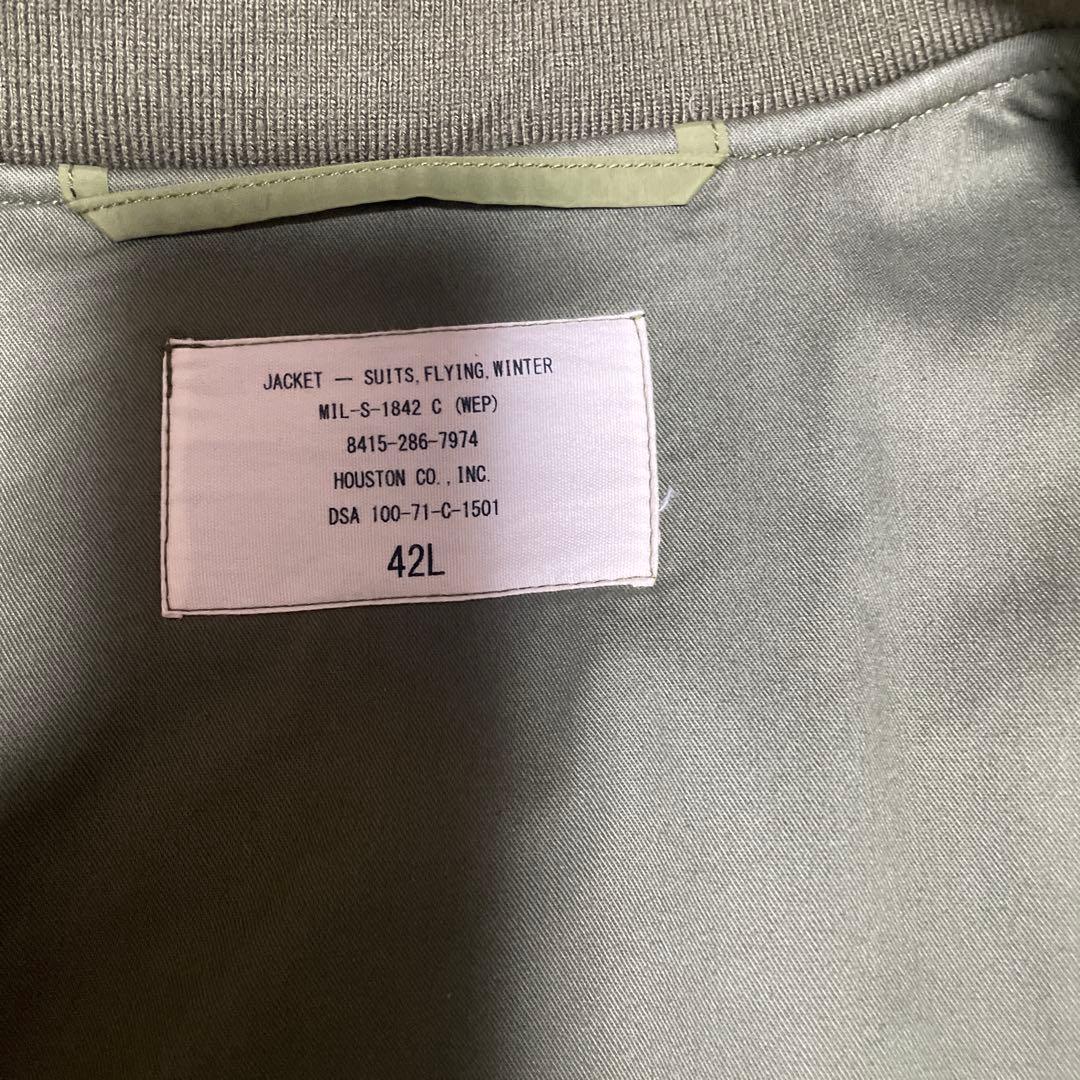 JACKET — SUITS, FLYING, WINTER
MIL-S-1842 C (WEP)
8415-286-7974
HOUSTON CO., INC.
DSA 100-71-C-1501
42L